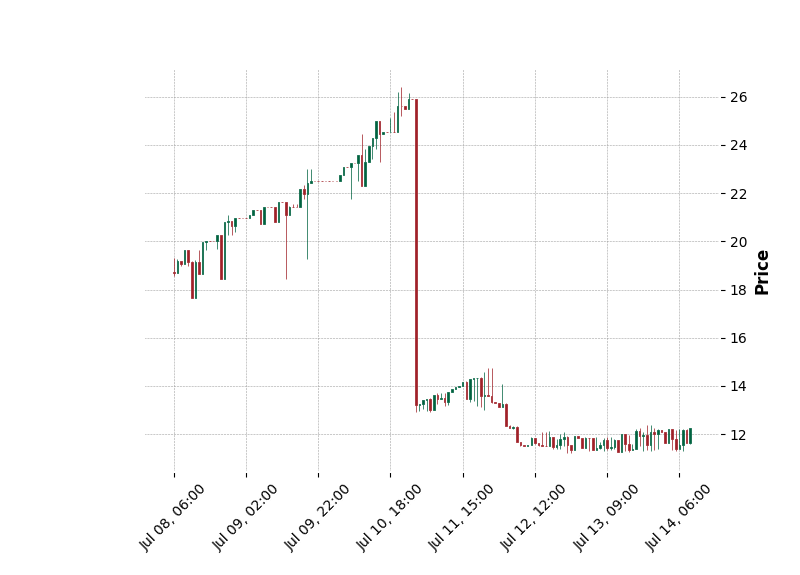 26
24
22
20
18
16
14
12
Price
Jul 08, 06:00
Jul 09, 02:00
Jul 09, 22:00
Jul 10, 18:00
Jul 11, 15:00
Jul 12, 12:00
Jul 13, 09:00
Jul 14, 06:00